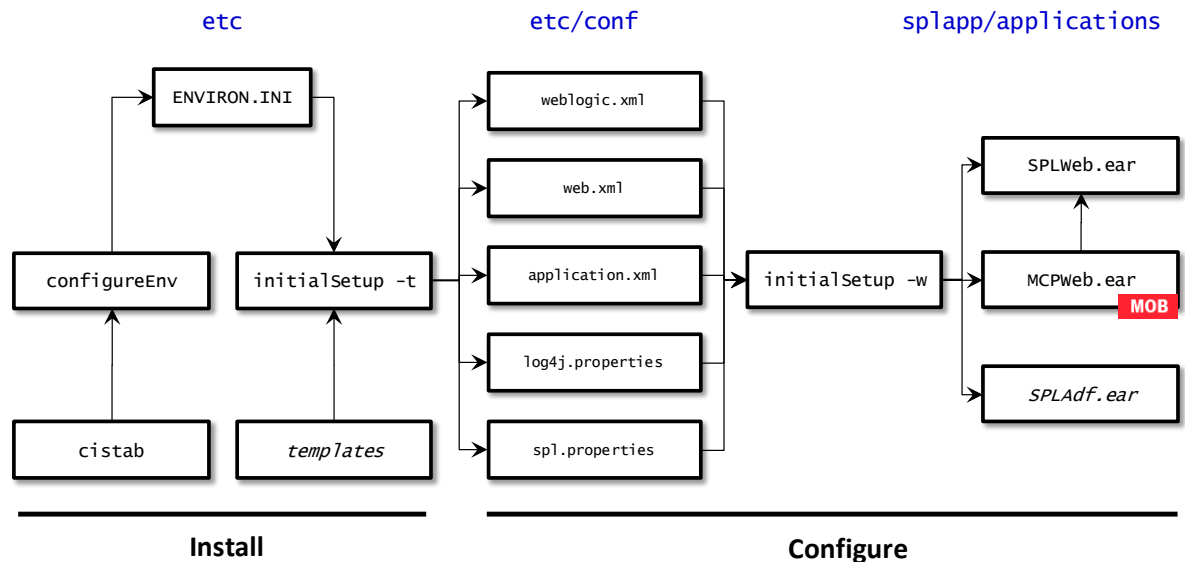 etc
etc/conf
splapp/applications
ENVIRON.INI
weblogic.xml
web.xml
SPLWeb.ear
configureEnv
initialSetup –t
application.xml
initialSetup –w
MCPWeb.ear
MOB
log4j.properties
SPLAdf.ear
cistab
templates
spl.properties
Install
Configure